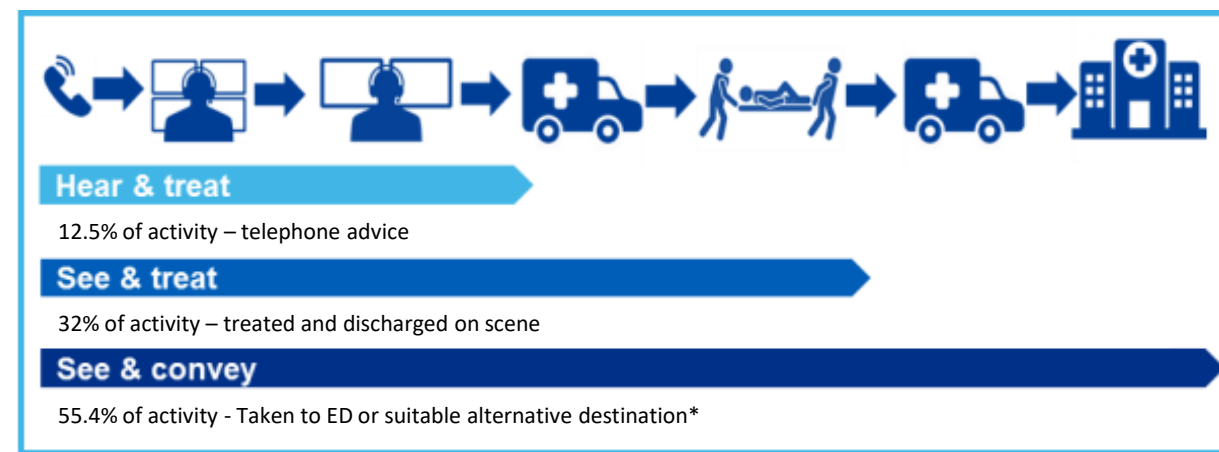 Hear & treat
12.5% of activity – telephone advice
See & treat
32% of activity – treated and discharged on scene
See & convey
55.4% of activity - Taken to ED or suitable alternative destination*